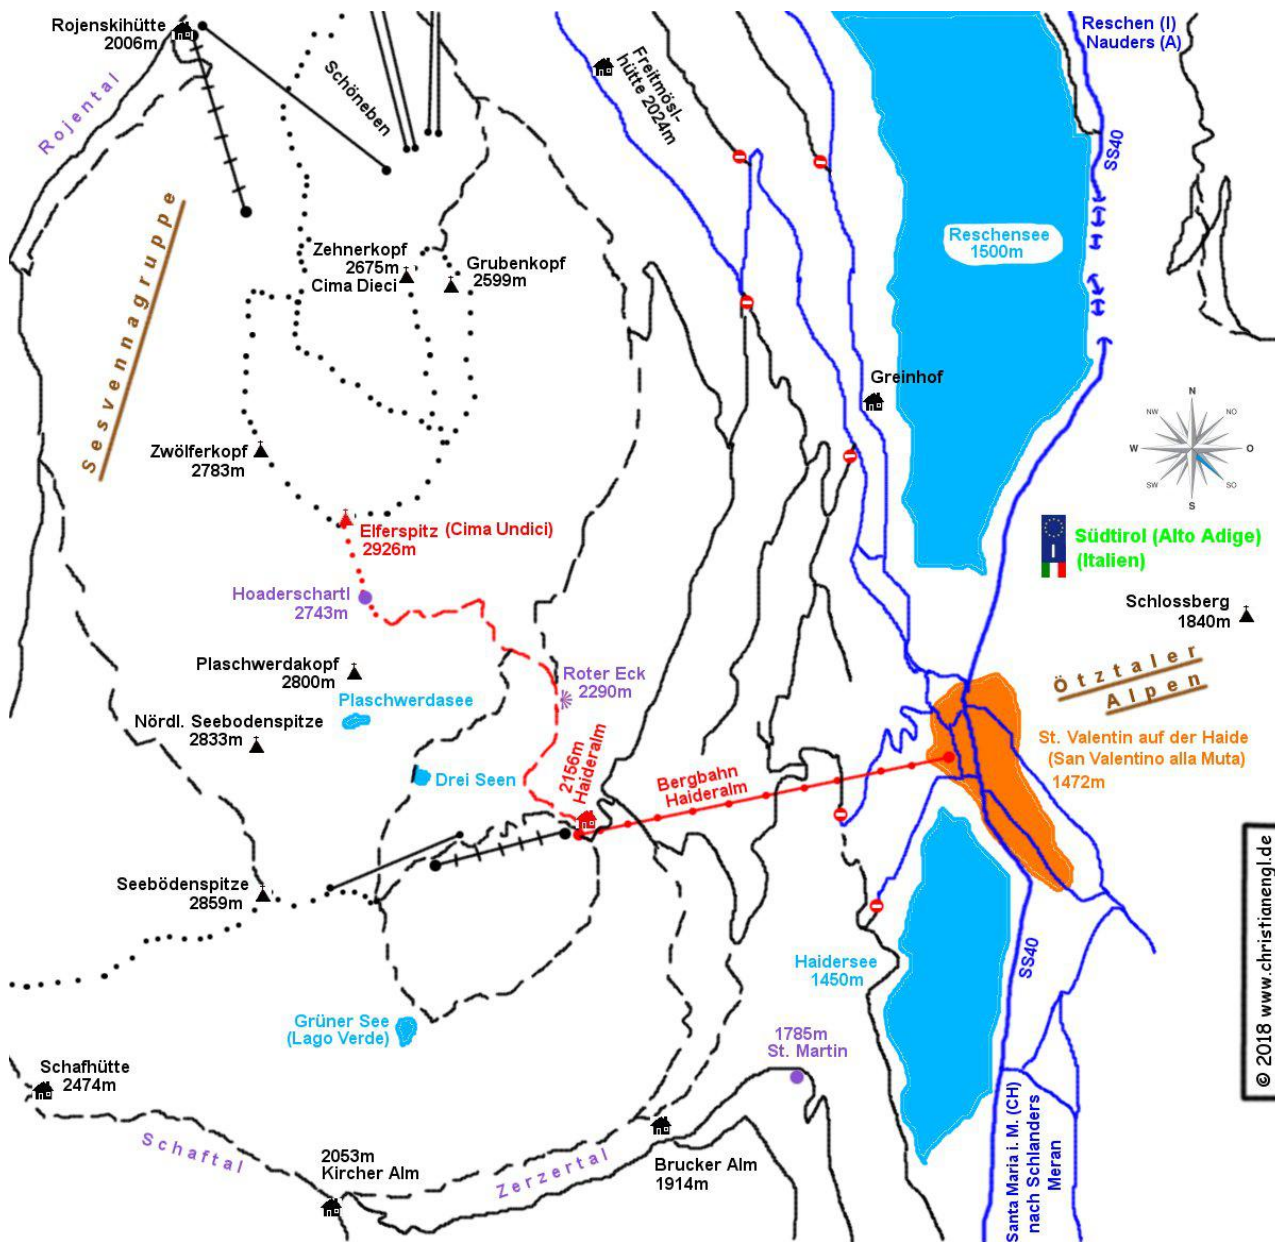 Rojenskihütte
2006m
Rojental
Schöneben
Freitmösl-
hütte 2024m
Reschen (I)
Nauders (A)
SS40
Sesvennagruppe
Zehnerkopf
2675m
Cima Dieci
Grubenkopf
2599m
Reschensee
1500m
Greinhof
N
NW
NO
W
O
SW
SO
S
Zwölferkopf
2783m
Elferspitz (Cima Undici)
2926m
Südtirol (Alto Adige)
(Italien)
I
Hoaderschartl
2743m
Schlossberg
1840m
Plaschwerdakopf
2800m
Roter Eck
2290m
Ötztaler
Alpen
Plaschwerdasee
Nördl. Seebodenspitze
2833m
St. Valentin auf der Haide
(San Valentino alla Muta)
1472m
Drei Seen
2156m
Haideralm
Bergbahn
Haideralm
Seebödenspitze
2859m
Haidersee
1450m
SS40
Grüner See
(Lago Verde)
1785m
St. Martin
Schafhütte
2474m
Schaftal
2053m
Kircher Alm
Zerzertal
Brucker Alm
1914m
Santa Maria i. M. (CH)
nach Schlanders
Meran
© 2018 www.christianengl.de